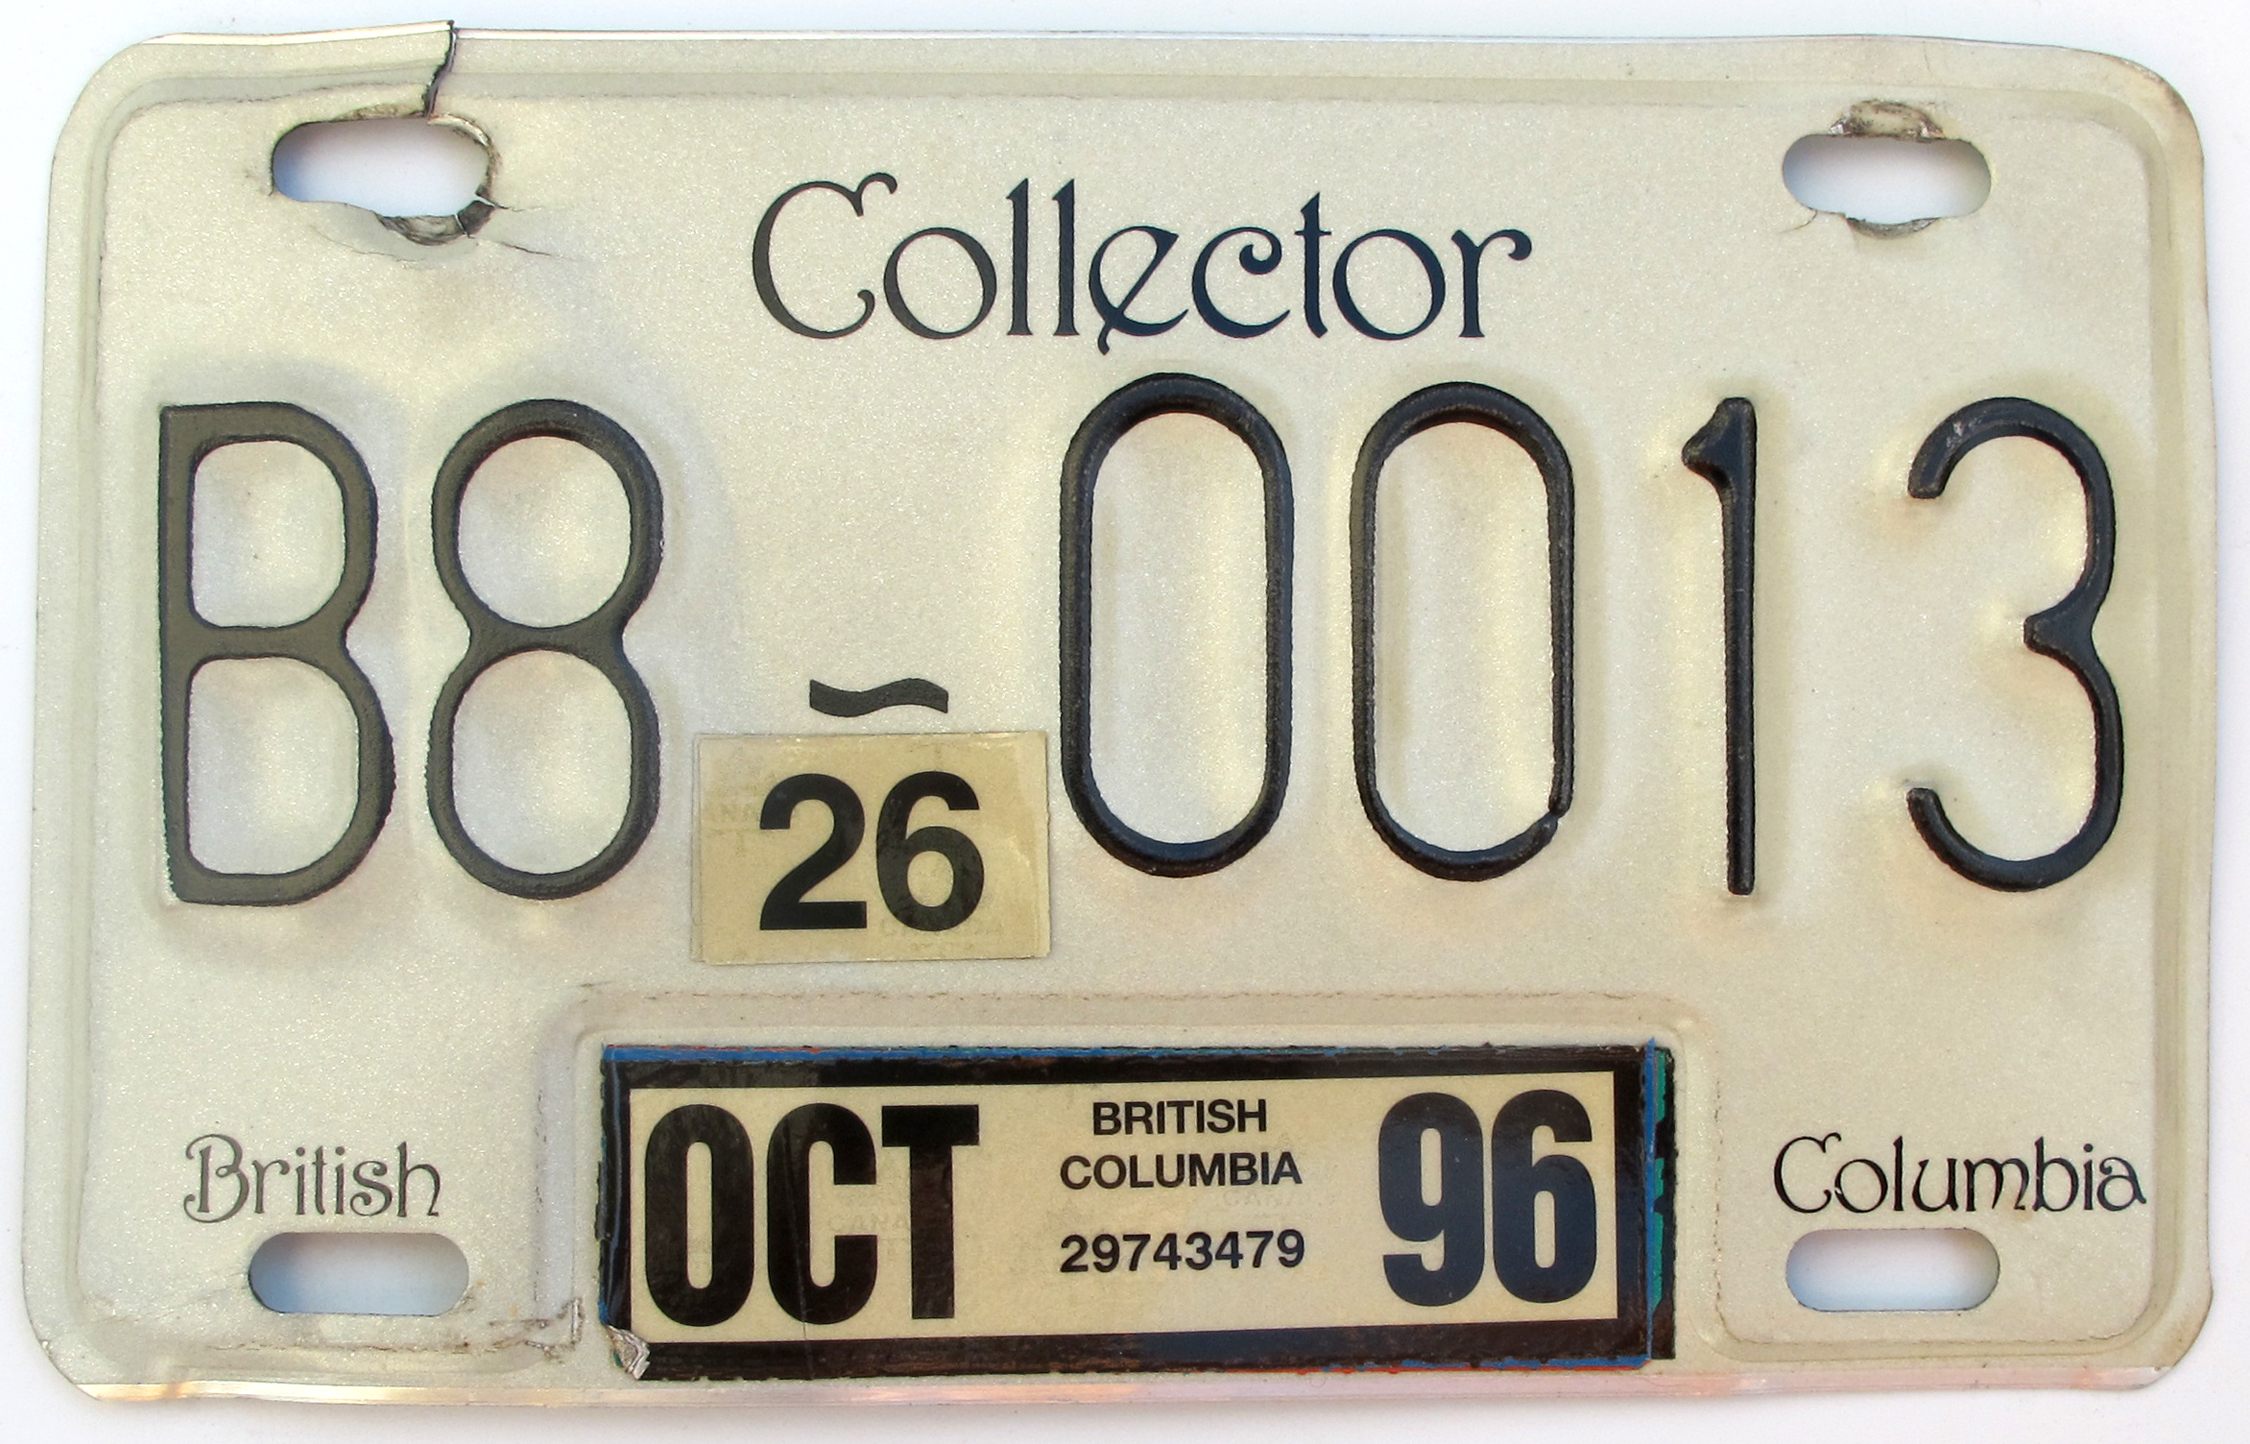 Collector
B8~0013
26
British
OCT
BRITISH
COLUMBIA
29743479
96
Columbia